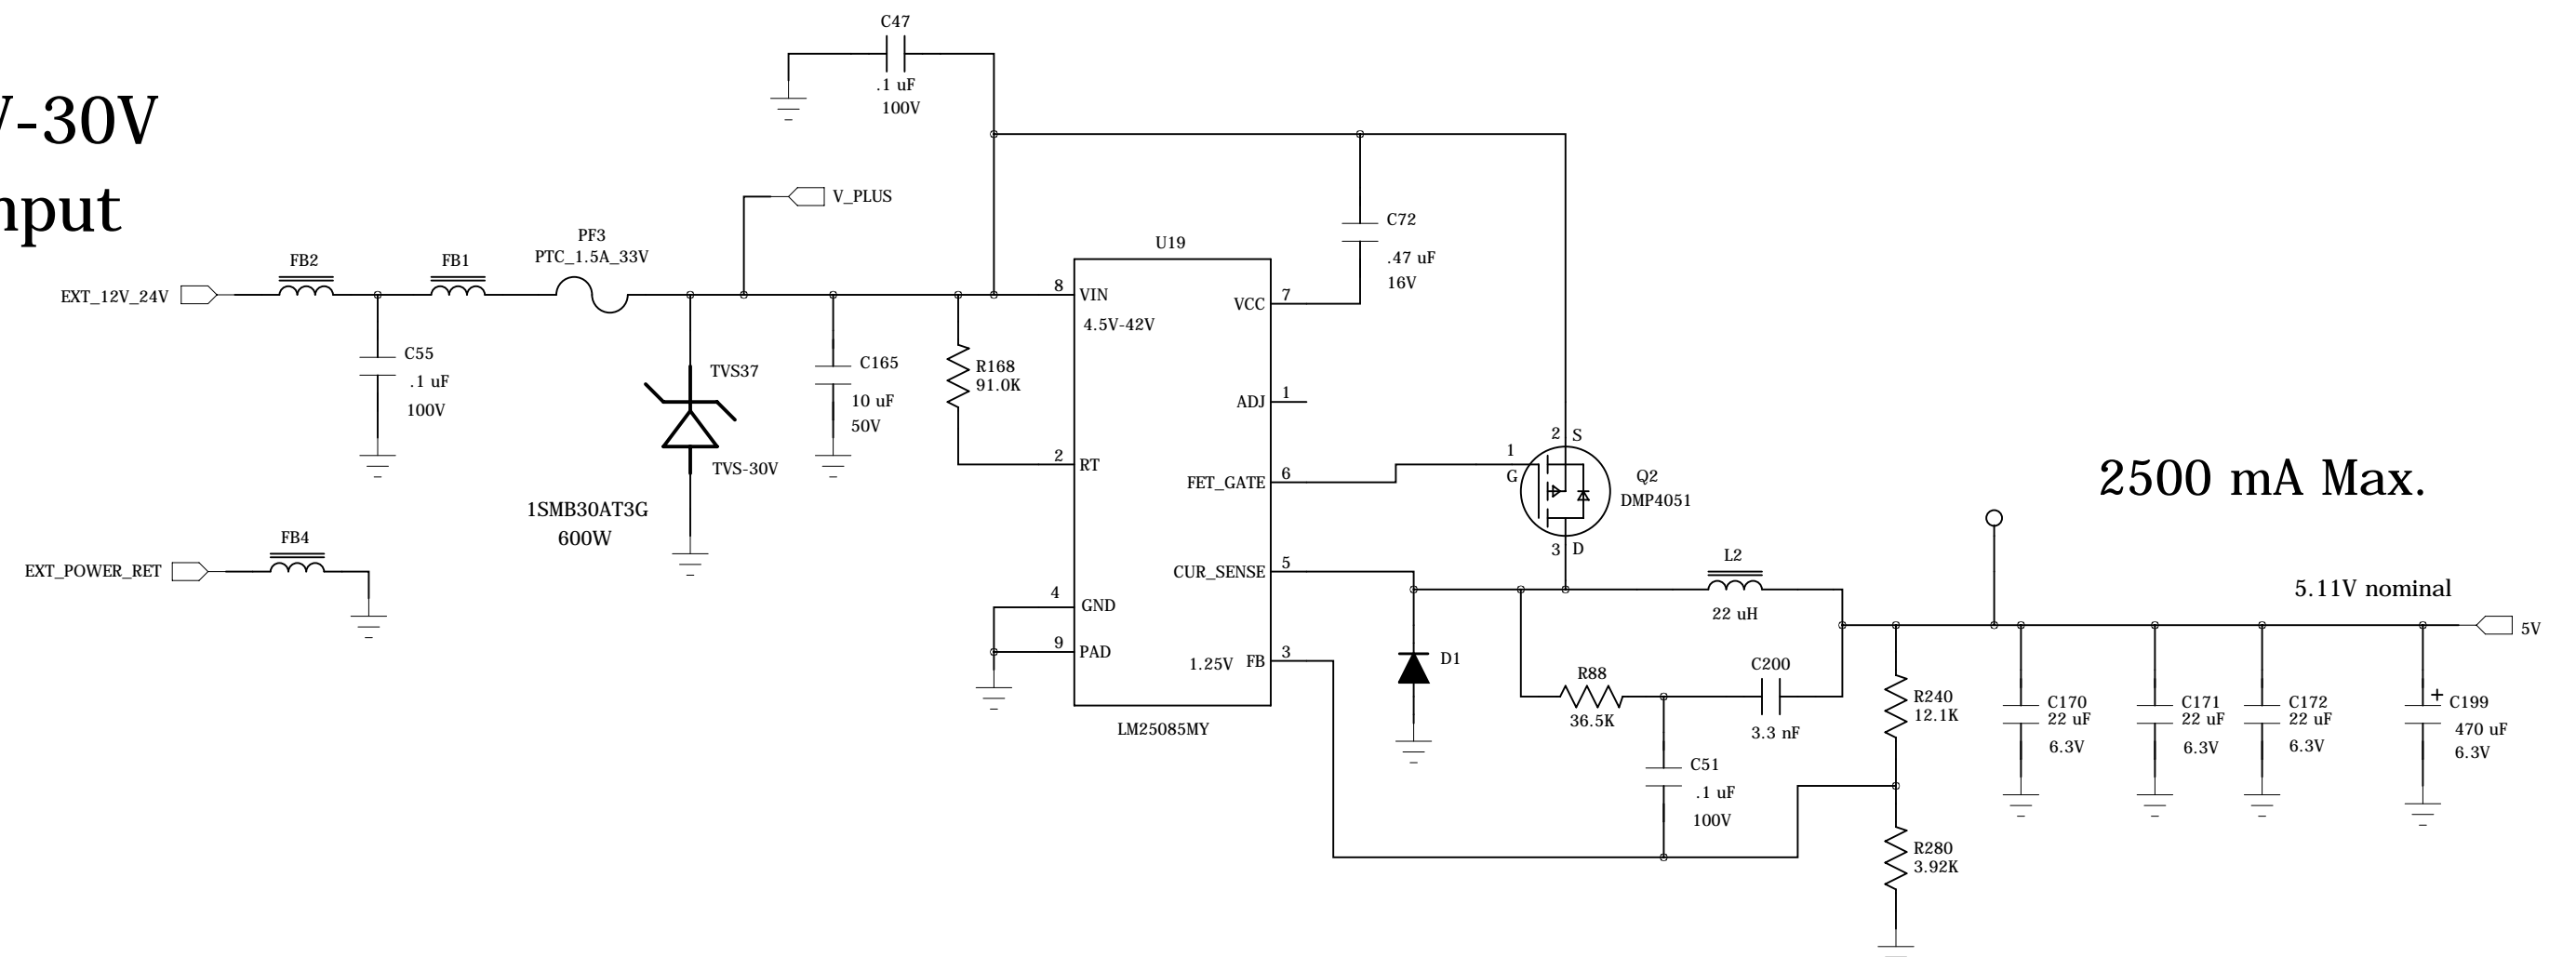 C47
.1 uF
100V
V-30V
nput
V_PLUS
PF3
PTC_1.5A_33V
FB2
FB1
EXT_12V_24V
C55
.1 uF
100V
TVS37
TVS-30V
1SMB30AT3G
600W
C165
10 uF
50V
R168
91.0K
FB4
EXT_POWER_RET
U19
8
VIN
4.5V-42V
2
RT
4
GND
9
PAD
VCC
7
ADJ
1
FET_GATE
6
CUR_SENSE
5
1.25V FB
3
LM25085MY
C72
.47 uF
16V
2 S
1
G
Q2
DMP4051
3 D
L2
22 uH
D1
R88
36.5K
C200
3.3 nF
C51
.1 uF
100V
R240
12.1K
R280
3.92K
2500 mA Max.
5.11V nominal
5V
C170
22 uF
6.3V
C171
22 uF
6.3V
C172
22 uF
6.3V
+ C199
470 uF
6.3V